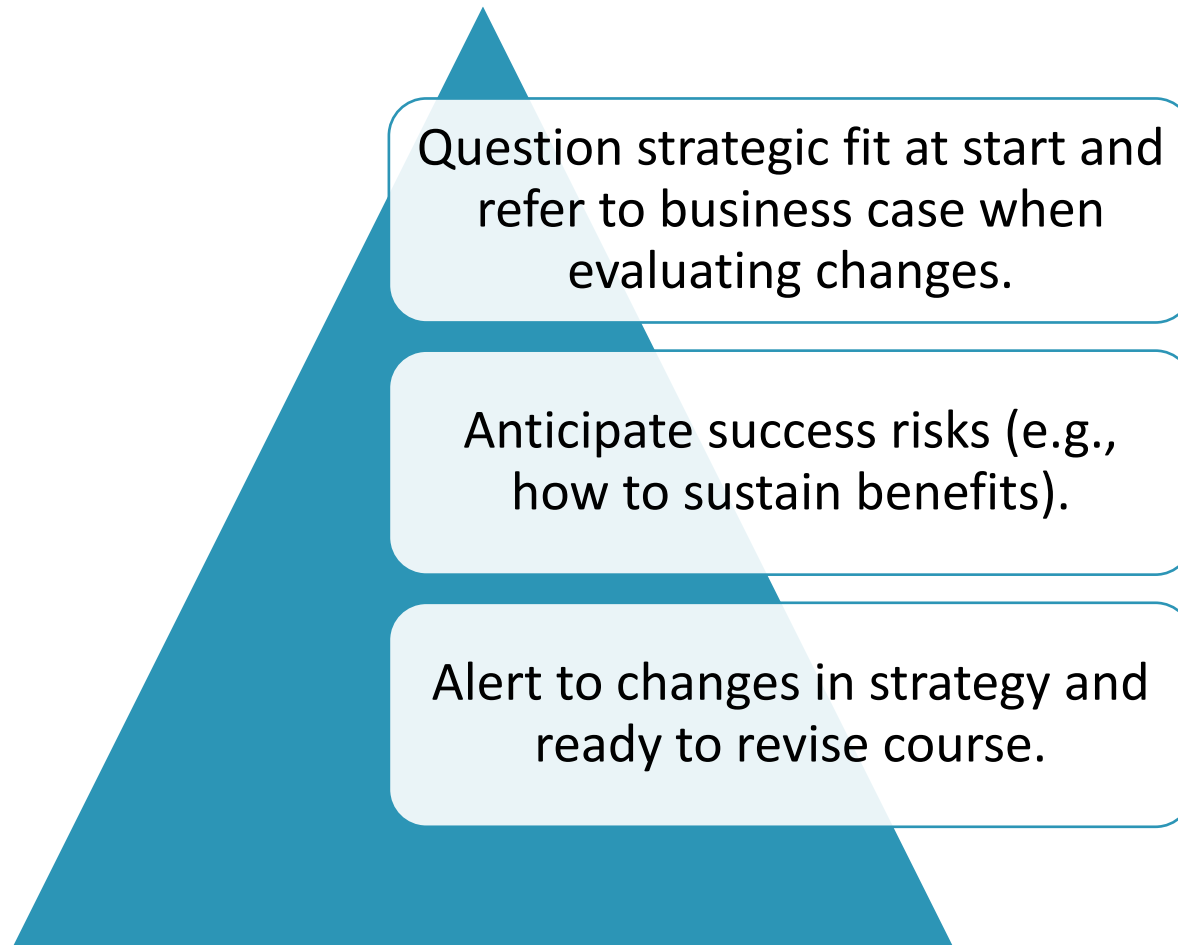 Question strategic fit at start and
refer to business case when
evaluating changes.
Anticipate success risks (e.g.,
how to sustain benefits).
Alert to changes in strategy and
ready to revise course.